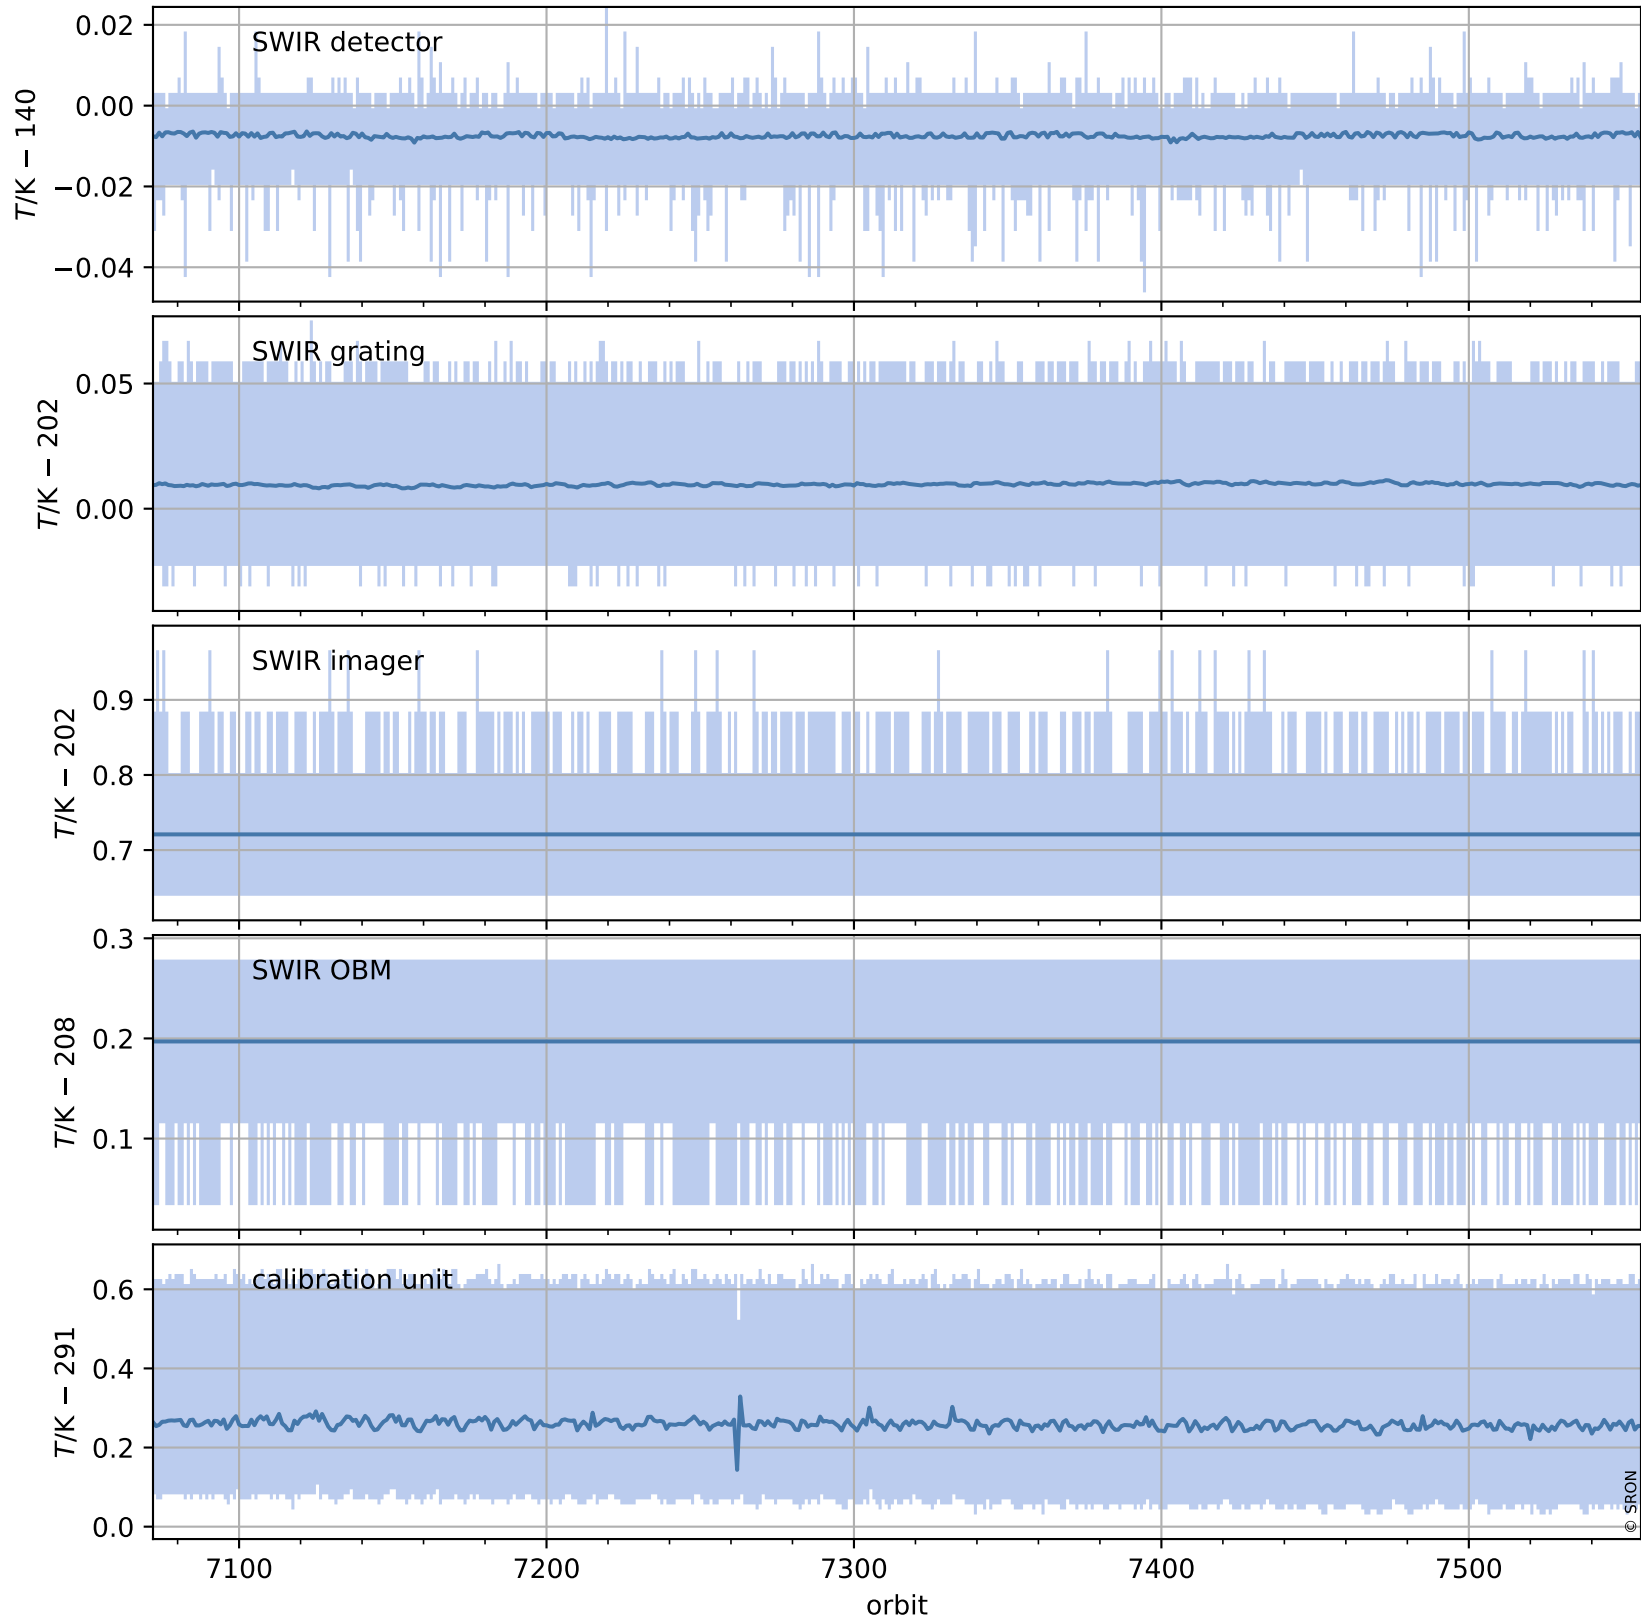 SWIR detector
T/K − 140
0.02
0.00
−0.02
−0.04
SWIR grating
T/K − 202
0.05
0.00
SWIR imager
T/K − 202
0.9
0.8
0.7
SWIR OBM
T/K − 208
0.3
0.2
0.1
calibration unit
T/K − 291
0.6
0.4
0.2
0.0
© SRON
7100 7200 7300 7400 7500
orbit